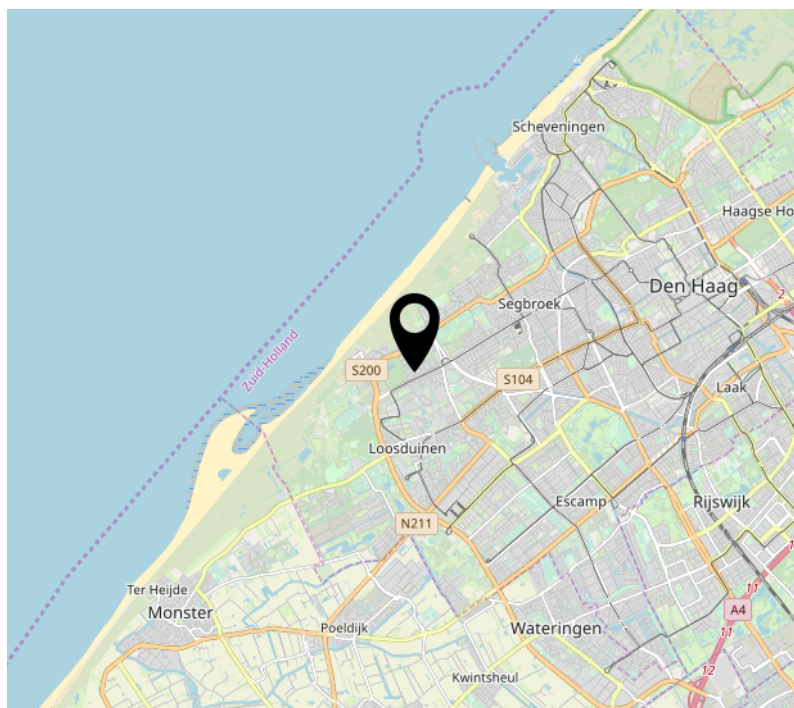 Scheveningen
Haagse Ho
Den Haag
2
Segbroek
Zuid-Holland
S200
S104
Laak
Loosduinen
Escamp
Rijswijk
N211
Ter Heijde
11
A4
Monster
Poeldijk
Wateringen
11
12
Kwintsheul